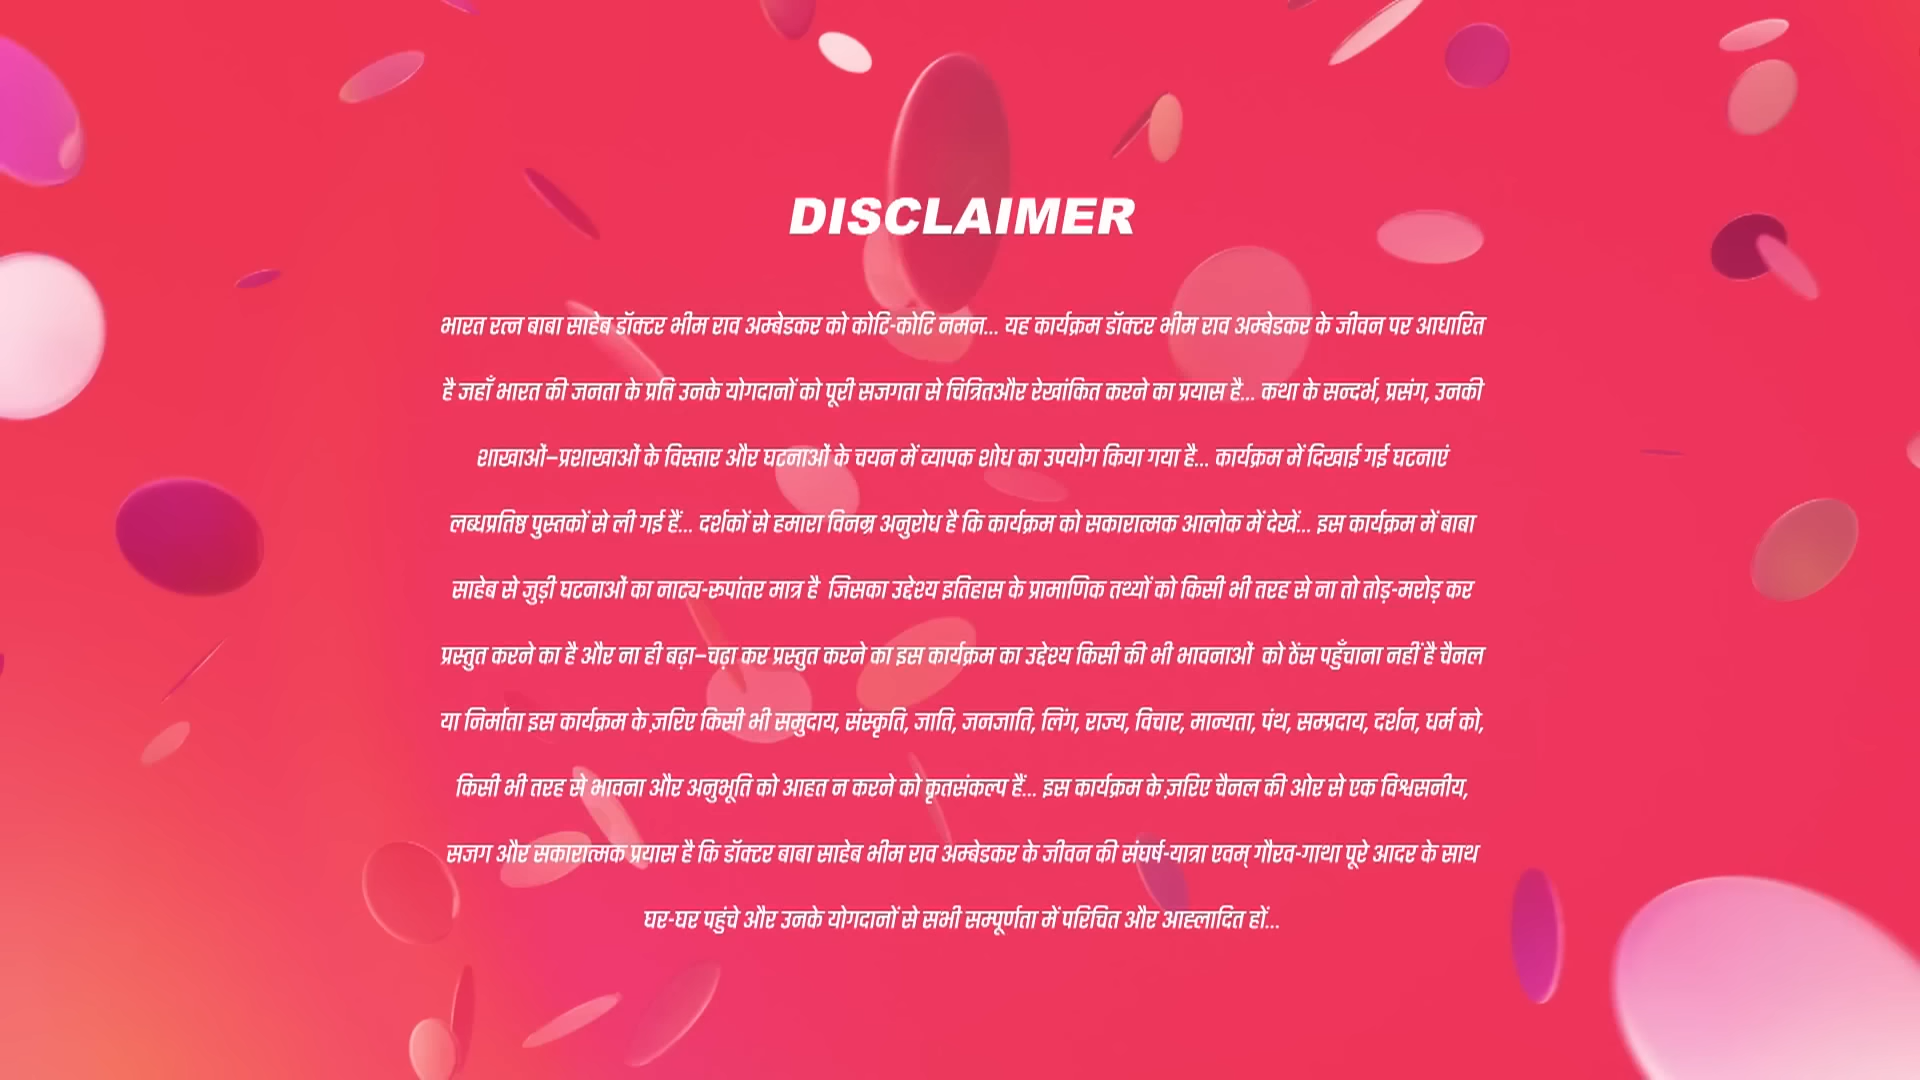 DISCLAIMER
भारत रत्न बाबा साहेब डॉक्टर भीम राव अम्बेडकर को कोटि-कोटि नमन... यह कार्यक्रम डॉक्टर भीम राव अम्बेडकर के जीवन पर आधारित
है जहाँ भारत की जनता के प्रति उनके योगदानों को पूरी सजगता से चित्रितऔर रेखांकित करने का प्रयास है... कथा के सन्दर्भ, प्रसंग, उनकी
शाखाओं–प्रशाखाओं के विस्तार और घटनाओं के चयन में व्यापक शोध का उपयोग किया गया है... कार्यक्रम में दिखाई गई घटनाएं
लब्धप्रतिष्ठ पुस्तकों से ली गई हैं... दर्शकों से हमारा विनम्र अनुरोध है कि कार्यक्रम को सकारात्मक आलोक में देखें... इस कार्यक्रम में बाबा
साहेब से जुड़ी घटनाओं का नाट्य-रूपांतर मात्र है जिसका उद्देश्य इतिहास के प्रामाणिक तथ्यों को किसी भी तरह से ना तो तोड़-मरोड़ कर
प्रस्तुत करने का है और ना ही बढ़ा–चढ़ा कर प्रस्तुत करने का इस कार्यक्रम का उद्देश्य किसी की भी भावनाओं को ठेंस पहुँचाना नहीं है चैनल
या निर्माता इस कार्यक्रम के ज़रिए किसी भी समुदाय, संस्कृति, जाति, जनजाति, लिंग, राज्य, विचार, मान्यता, पंथ, सम्प्रदाय, दर्शन, धर्म को,
किसी भी तरह से भावना और अनुभूति को आहत न करने को कृतसंकल्प हैं... इस कार्यक्रम के ज़रिए चैनल की ओर से एक विश्वसनीय,
सजग और सकारात्मक प्रयास है कि डॉक्टर बाबा साहेब भीम राव अम्बेडकर के जीवन की संघर्ष-यात्रा एवम् गौरव-गाथा पूरे आदर के साथ
घर-घर पहुंचे और उनके योगदानों से सभी सम्पूर्णता में परिचित और आह्लादित हों...